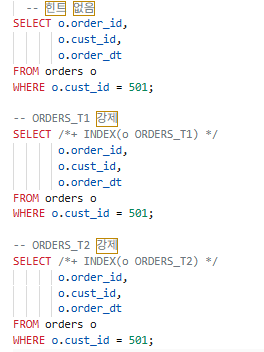 -- 힌트 없음
SELECT o.order_id,
o.cust_id,
o.order_dt
FROM orders o
WHERE o.cust_id = 501;
-- ORDERS_T1 강제
SELECT /*+ INDEX(o ORDERS_T1) */
o.order_id,
o.cust_id,
o.order_dt
FROM orders o
WHERE o.cust_id = 501;
-- ORDERS_T2 강제
SELECT /*+ INDEX(o ORDERS_T2) */
o.order_id,
o.cust_id,
o.order_dt
FROM orders o
WHERE o.cust_id = 501;